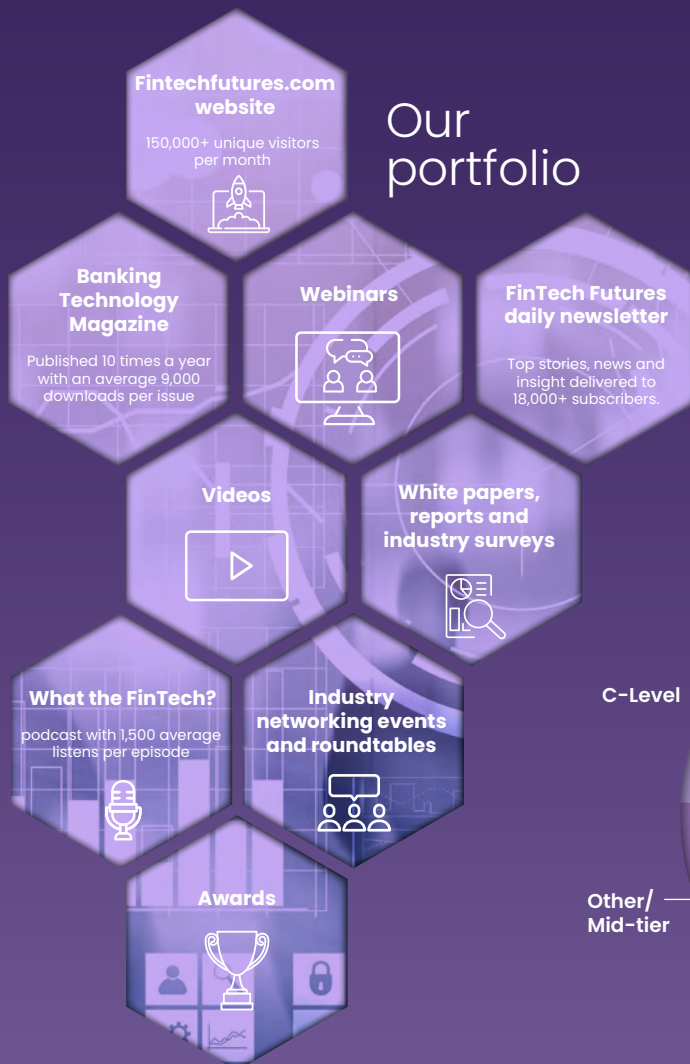 Fintechfutures.com
website
150,000+ unique visitors
per month
Our
portfolio
Banking
Technology
Magazine
Published 10 times a year
with an average 9,000
downloads per issue
Webinars
FinTech Futures
daily newsletter
Top stories, news and
insight delivered to
18,000+ subscribers.
Videos
White papers,
reports and
industry surveys
What the FinTech?
podcast with 1,500 average
listens per episode
Industry
networking events
and roundtables
C-Level
Awards
Other/
Mid-tier